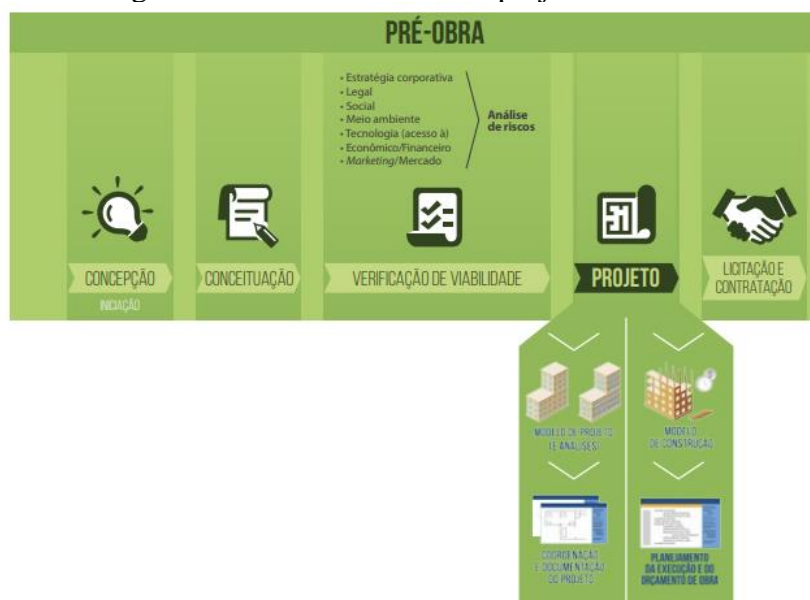 PRÉ-OBRA
• Estratégia corporativa
• Legal
• Social
• Meio ambiente
• Tecnologia (acesso à)
• Econômico/Financeiro
• Marketing/Mercado
Análise
de riscos
CONCEPÇÃO
INICIAÇÃO
CONCEITUAÇÃO
VERIFICAÇÃO DE VIABILIDADE
PROJETO
LICITAÇÃO E
CONTRATAÇÃO
MODELO DE PROJETO
(E ANÁLISES)
MODELO
DE CONSTRUÇÃO
COORDENAÇÃO
E DOCUMENTAÇÃO
DO PROJETO
PLANEJAMENTO
DA EXECUÇÃO E DO
ORÇAMENTO DE OBRA